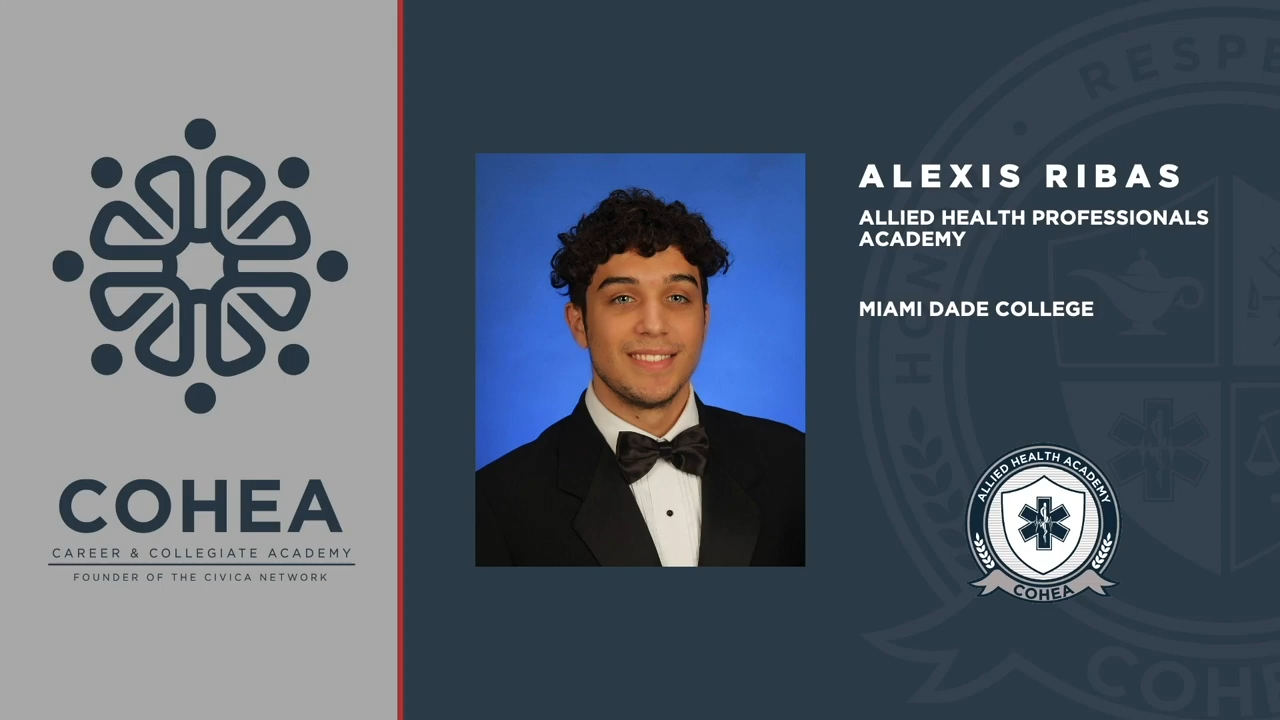 COHEA
CAREER & COLLEGIATE ACADEMY
FOUNDER OF THE CIVICA NETWORK
ALEXIS RIBAS
ALLIED HEALTH PROFESSIONALS
ACADEMY
MIAMI DADE COLLEGE
ALLIED HEALTH ACADEMY
COHEA